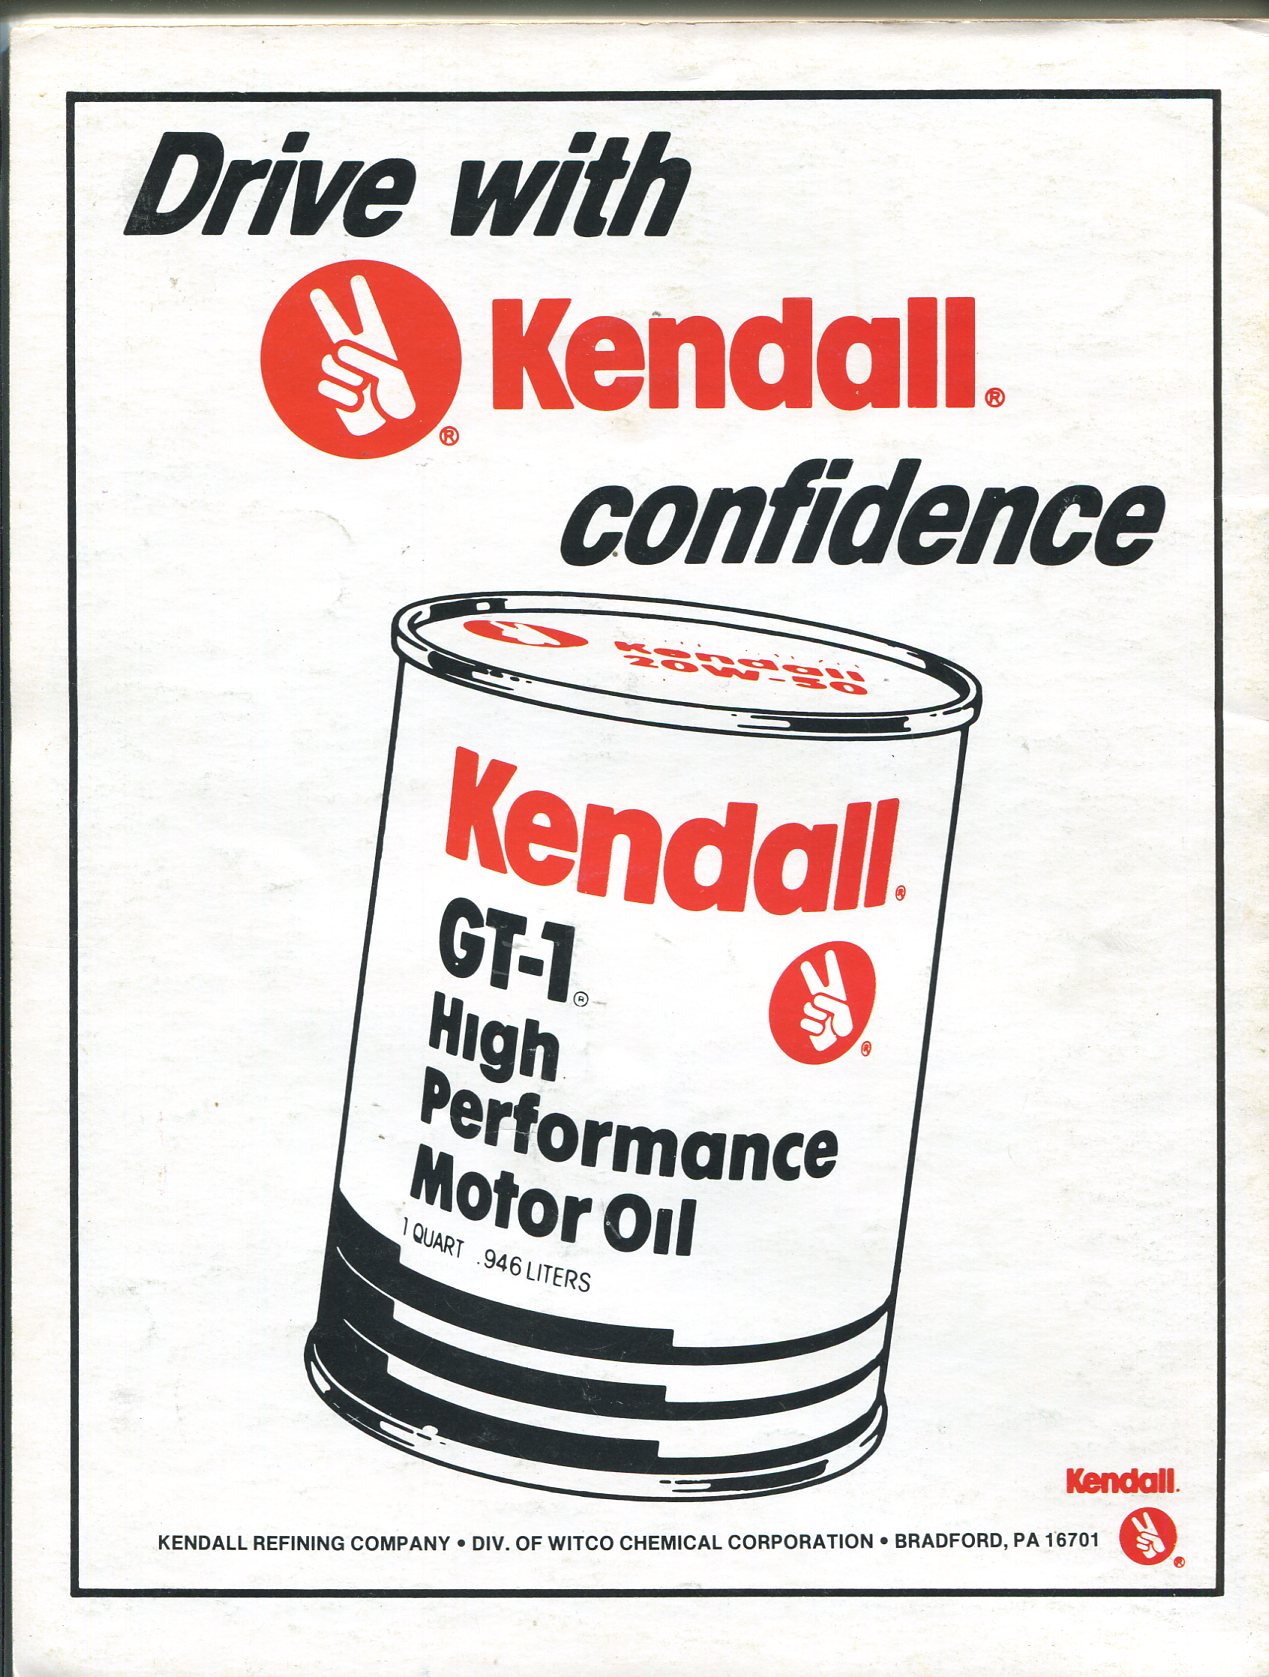 Drive with
Kendall®
®
confidence
Kendall
20W-50
Kendall®
GT-1®
High
Performance
Motor Oil
®
1 QUART .946 LITERS
Kendall.
KENDALL REFINING COMPANY • DIV. OF WITCO CHEMICAL CORPORATION • BRADFORD, PA 16701
®